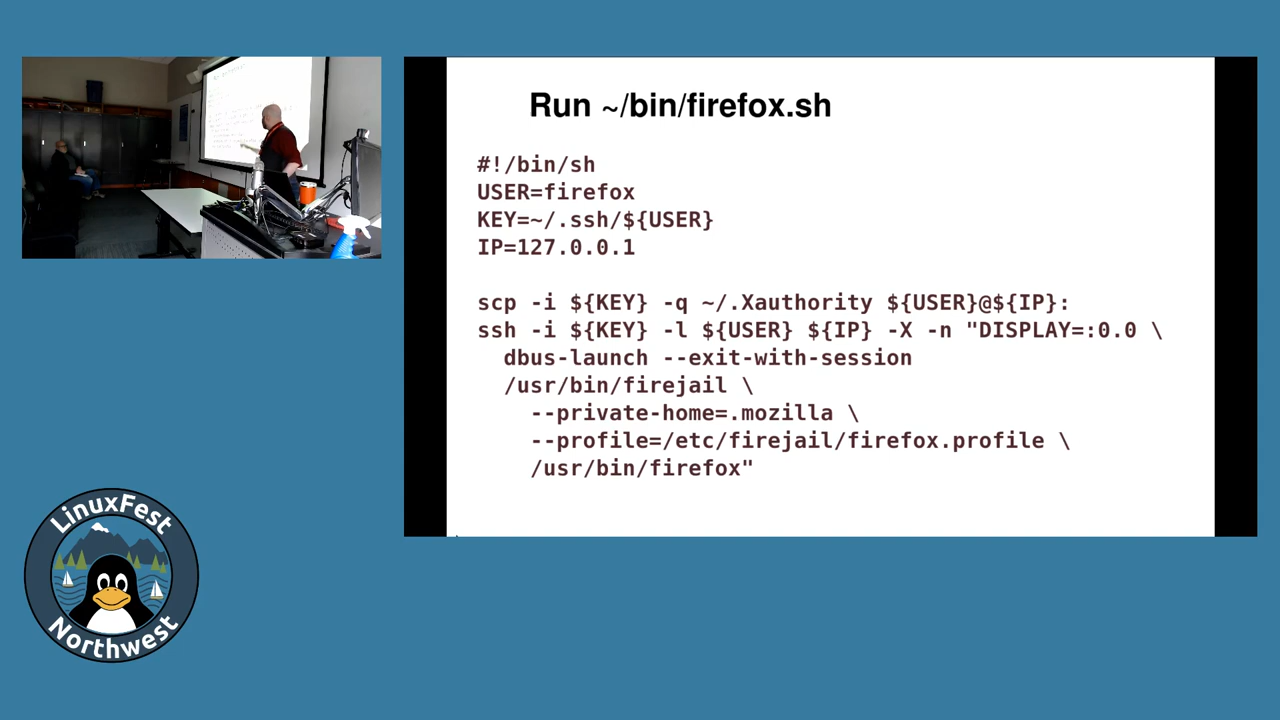 Run ~/bin/firefox.sh
#!/bin/sh
USER=firefox
KEY=~/.ssh/${USER}
IP=127.0.0.1
scp -i ${KEY} -q ~/.Xauthority ${USER}@${IP}:
ssh -i ${KEY} -l ${USER} ${IP} -X -n "DISPLAY=:0.0 \
dbus-launch --exit-with-session
/usr/bin/firejail \
--private-home=.mozilla \
--profile=/etc/firejail/firefox.profile \
/usr/bin/firefox"
LinuxFest
Northwest